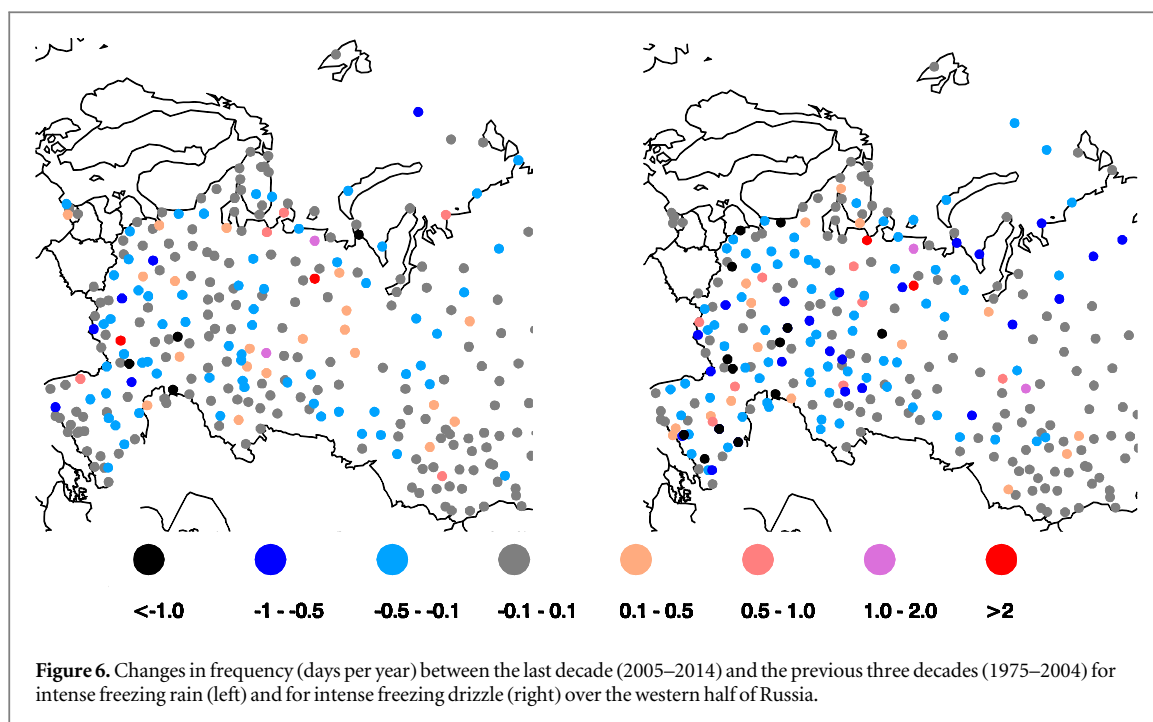 <-1.0 -1 - -0.5 -0.5 - -0.1 -0.1 - 0.1 0.1 - 0.5 0.5 - 1.0 1.0 - 2.0 >2
Figure 6. Changes in frequency (days per year) between the last decade (2005–2014) and the previous three decades (1975–2004) for
intense freezing rain (left) and for intense freezing drizzle (right) over the western half of Russia.